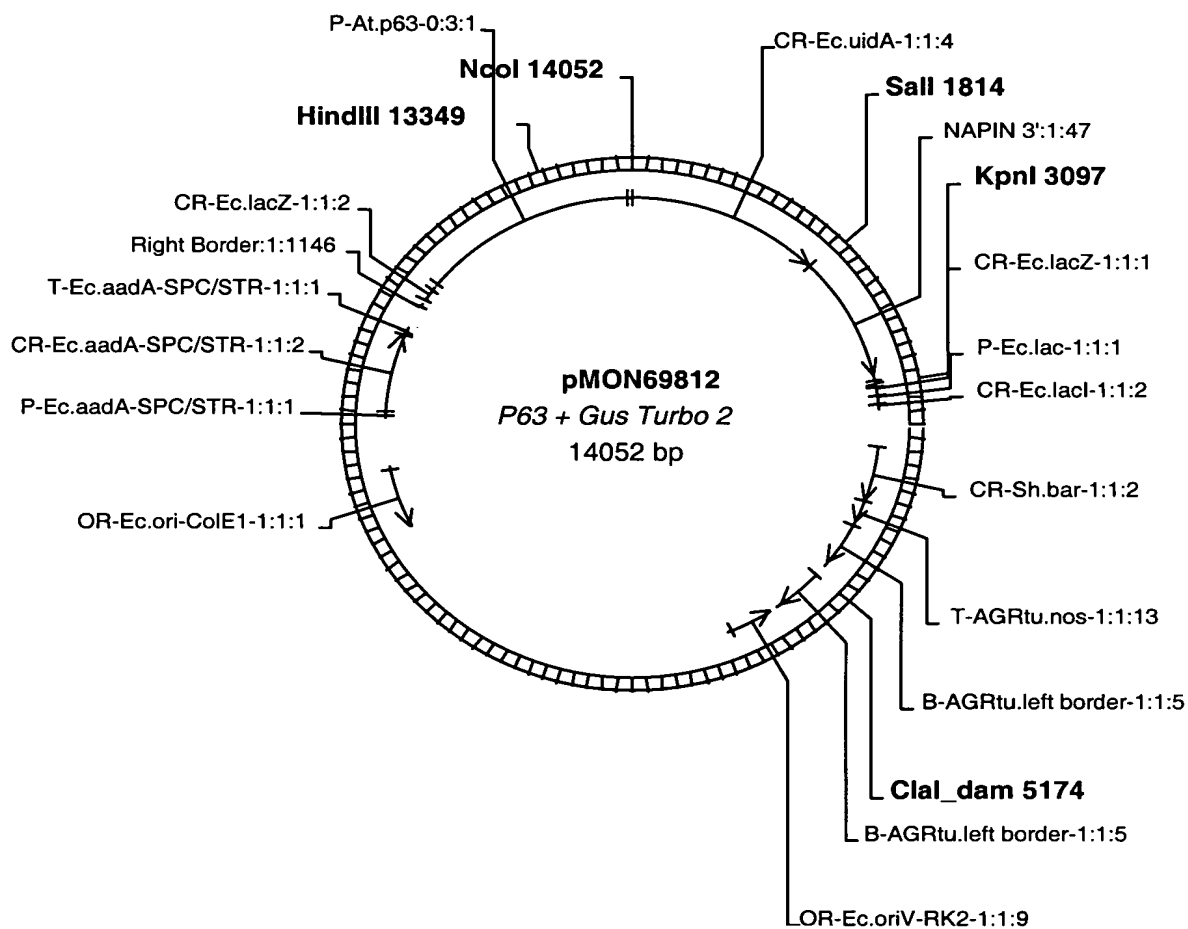 P-At.p63-0:3:1
CR-Ec.uidA-1:1:4
NcoI 14052
SalI 1814
HindIII 13349
NAPIN 3':1:47
KpnI 3097
CR-Ec.lacZ-1:1:2
Right Border:1:1146
CR-Ec.lacZ-1:1:1
T-Ec.aadA-SPC/STR-1:1:1
CR-Ec.aadA-SPC/STR-1:1:2
P-Ec.lac-1:1:1
pMON69812
CR-Ec.lacI-1:1:2
P-Ec.aadA-SPC/STR-1:1:1
P63 + Gus Turbo 2
14052 bp
CR-Sh.bar-1:1:2
OR-Ec.ori-ColE1-1:1:1
T-AGRtu.nos-1:1:13
B-AGRtu.left border-1:1:5
ClaI_dam 5174
B-AGRtu.left border-1:1:5
OR-Ec.oriV-RK2-1:1:9